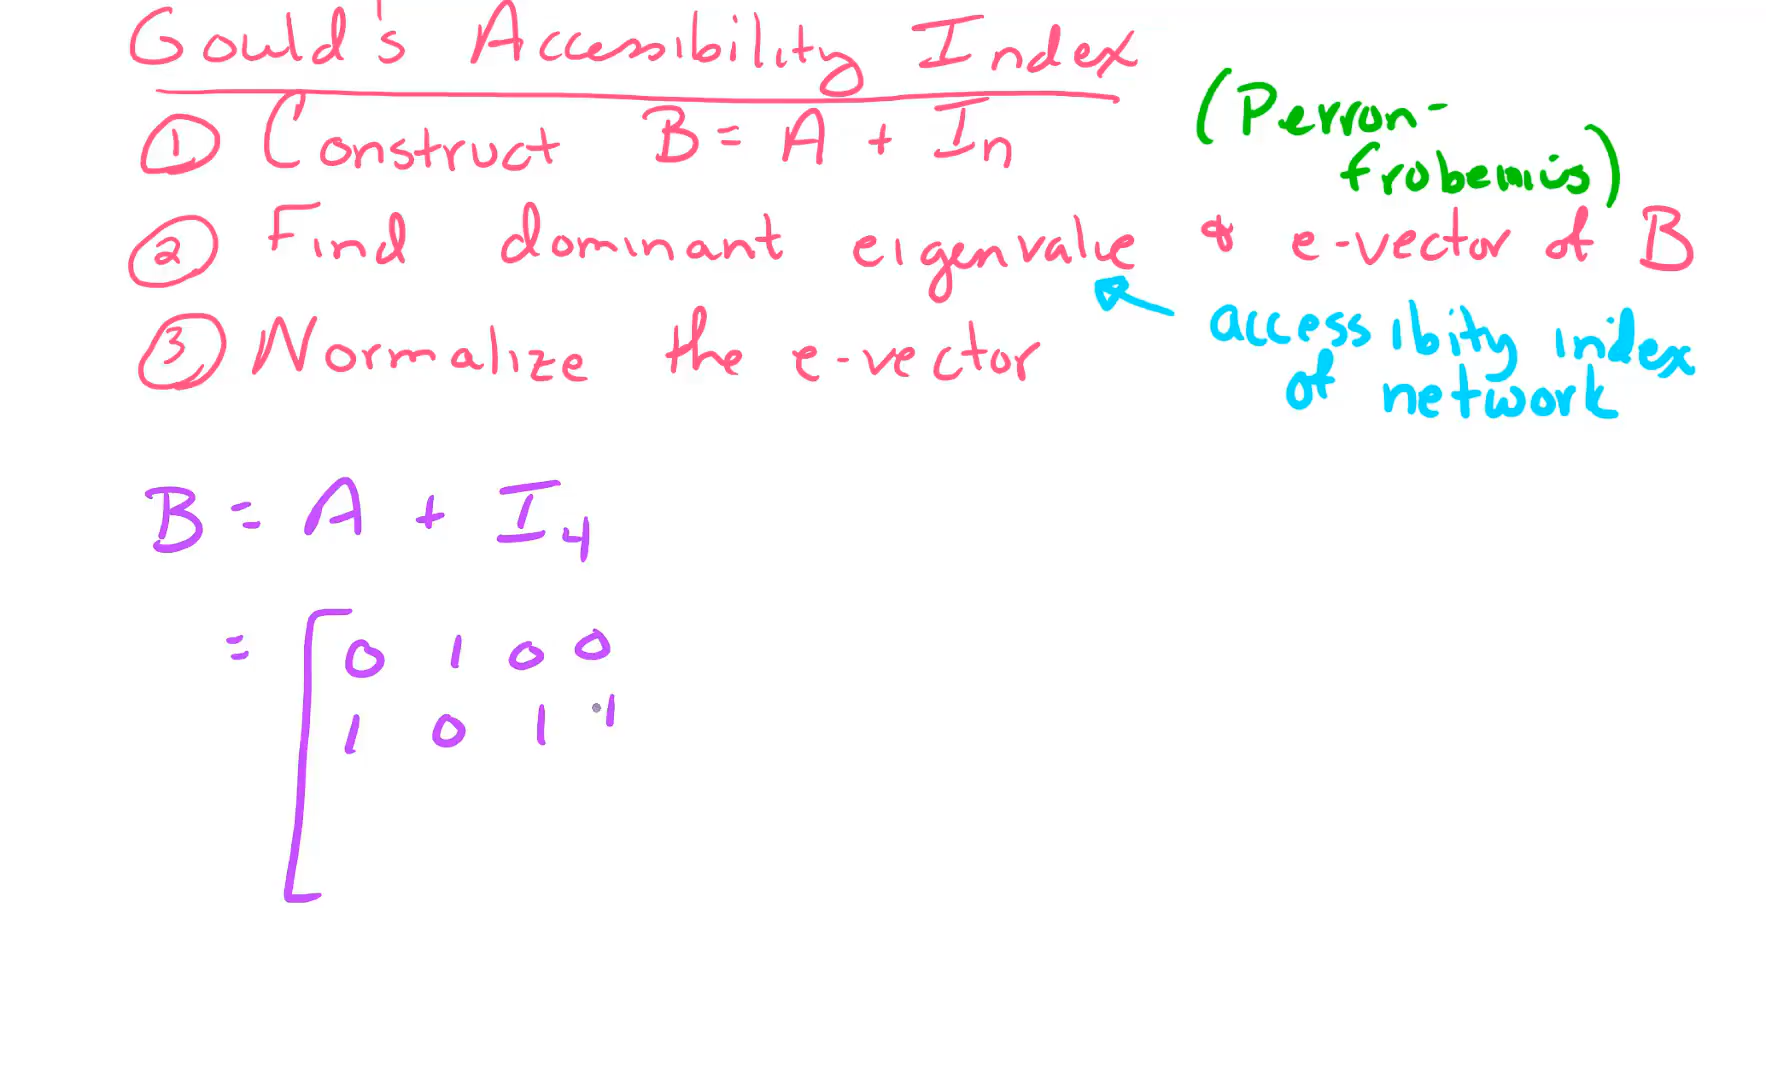 Gould's Accessibility Index
① Construct B = A + In
(Perron-
frobenius)
② Find dominant eigenvalue & e-vector of B
③ Normalize the e-vector
accessibity index
of network
B = A + I4
= [ 0 1 0 0
1 0 1 1